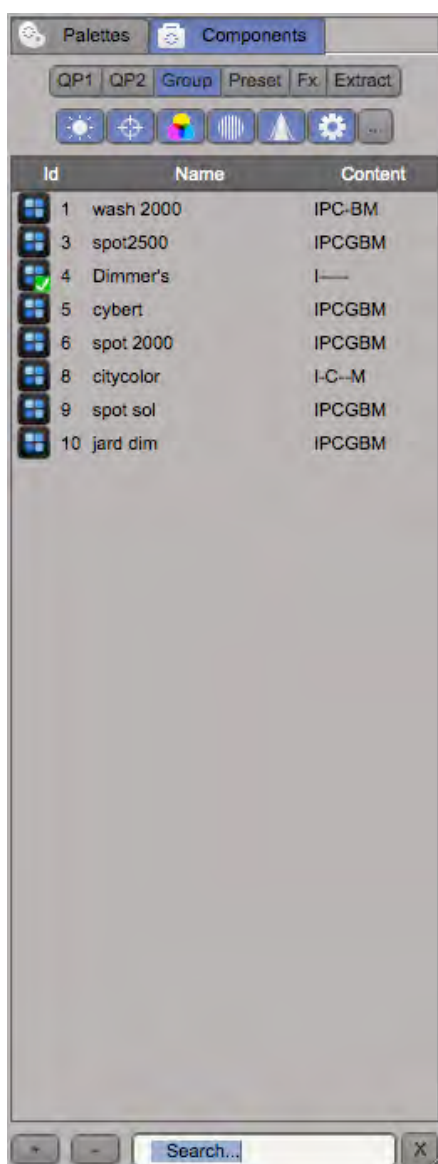 Palettes Components
QP1 QP2 Group Preset Fx Extract
...
Id Name Content
1 wash 2000 IPC-BM
3 spot2500 IPCGBM
4 Dimmer's I-----
5 cybert IPCGBM
6 spot 2000 IPCGBM
8 citycolor I-C--M
9 spot sol IPCGBM
10 jard dim IPCGBM
+ - Search... X